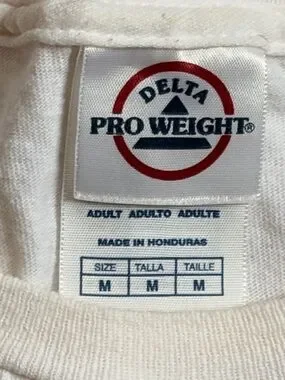 DELTA
PRO WEIGHT®
ADULT ADULTO ADULTE
MADE IN HONDURAS
SIZE TALLA TAILLE
M M M